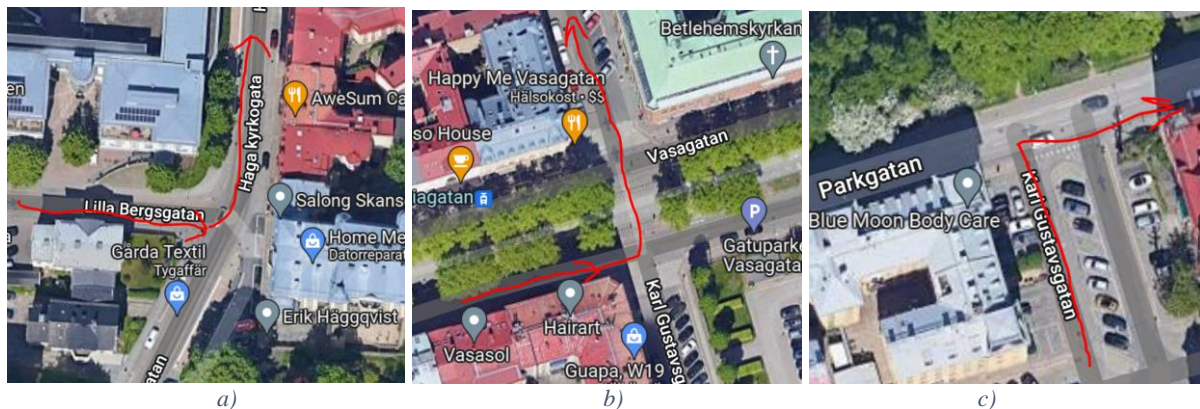 en
AweSum Ca
Haga kyrkogata
Salong Skans
Lilla Bergsgatan
Gårda Textil
Tygaffär
Home Me
Datorreparat
Erik Häggqvist
atan
a)
Betlehemskyrkan
Happy Me Vasagatan
Hälsokost • $$
so House
Vasagatan
agatan
P
Gatuparke
Vasagata
Karl Gustavsg
Hairart
Vasasol
Guapa, W19
b)
Parkgatan
Karl Gustavsgatan
Blue Moon Body Care
c)